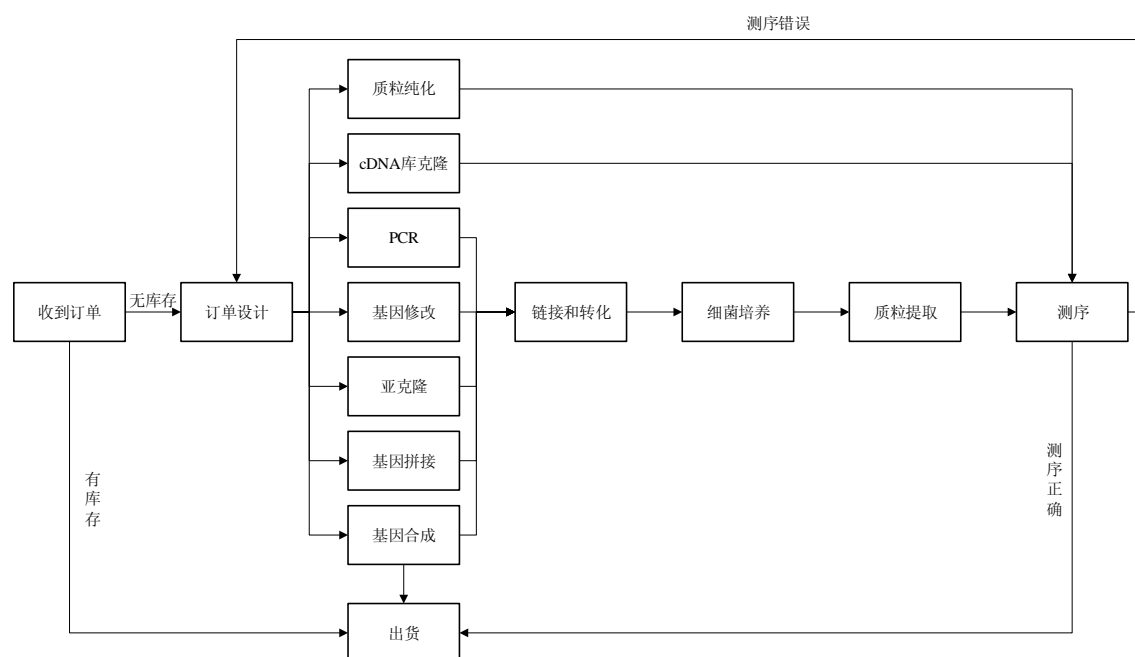 测序错误
质粒纯化
cDNA库克隆
PCR
收到订单
无库存
订单设计
基因修改
链接和转化
细菌培养
质粒提取
测序
亚克隆
基因拼接
有库存
测序正确
基因合成
出货